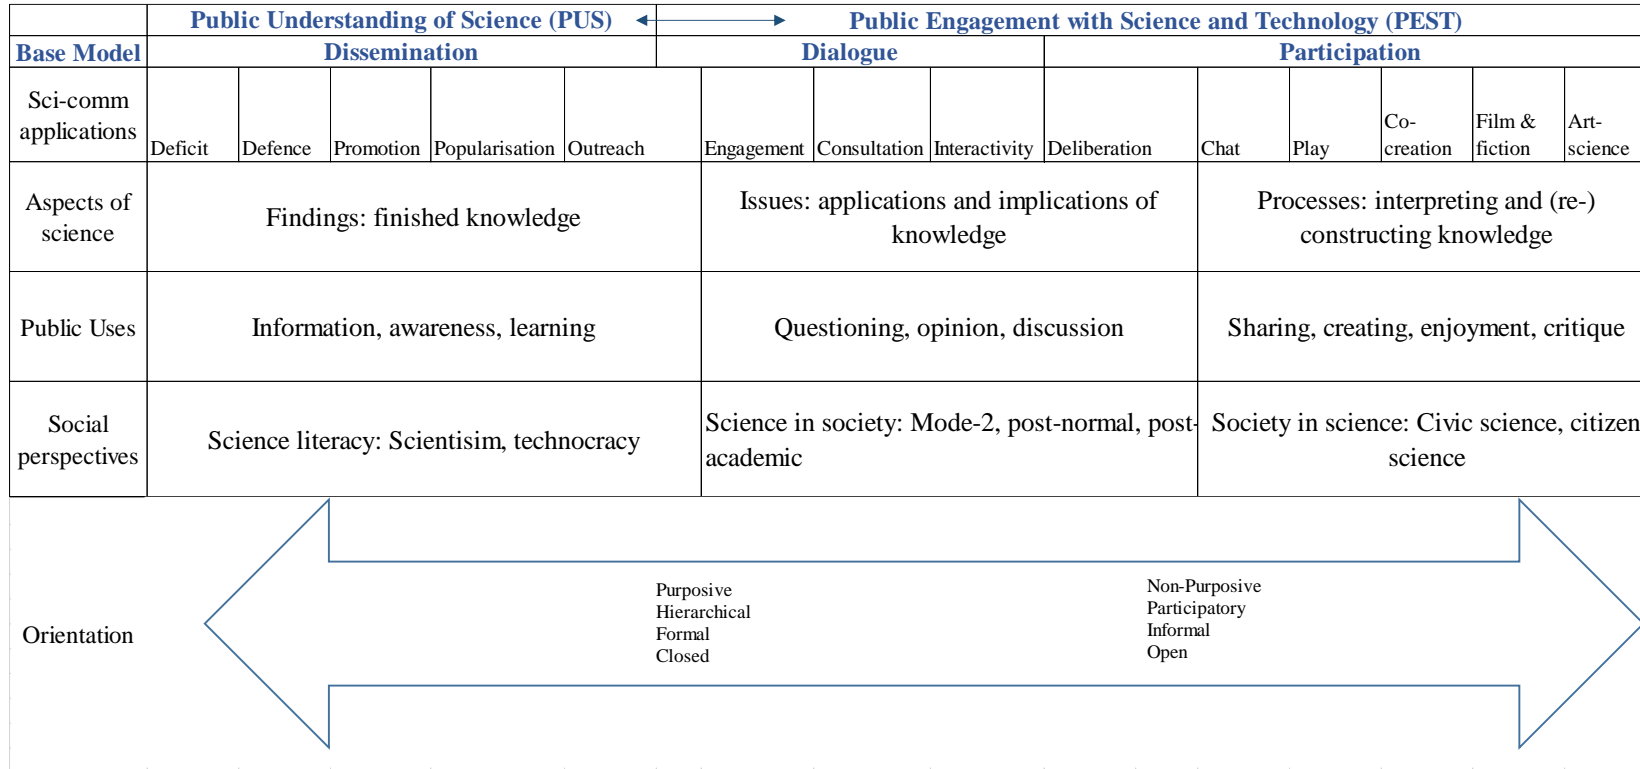 Public Understanding of Science (PUS)
Public Engagement with Science and Technology (PEST)
Base Model
Dissemination
Dialogue
Participation
Sci-comm
applications
Deficit
Defence
Promotion
Popularisation
Outreach
Engagement
Consultation
Interactivity
Deliberation
Chat
Play
Co-
creation
Film &
fiction
Art-
science
Aspects of
science
Findings: finished knowledge
Issues: applications and implications of
knowledge
Processes: interpreting and (re-)
constructing knowledge
Public Uses
Information, awareness, learning
Questioning, opinion, discussion
Sharing, creating, enjoyment, critique
Social
perspectives
Science literacy: Scientisim, technocracy
Science in society: Mode-2, post-normal, post-
academic
Society in science: Civic science, citizen
science
Orientation
Purposive
Hierarchical
Formal
Closed
Non-Purposive
Participatory
Informal
Open